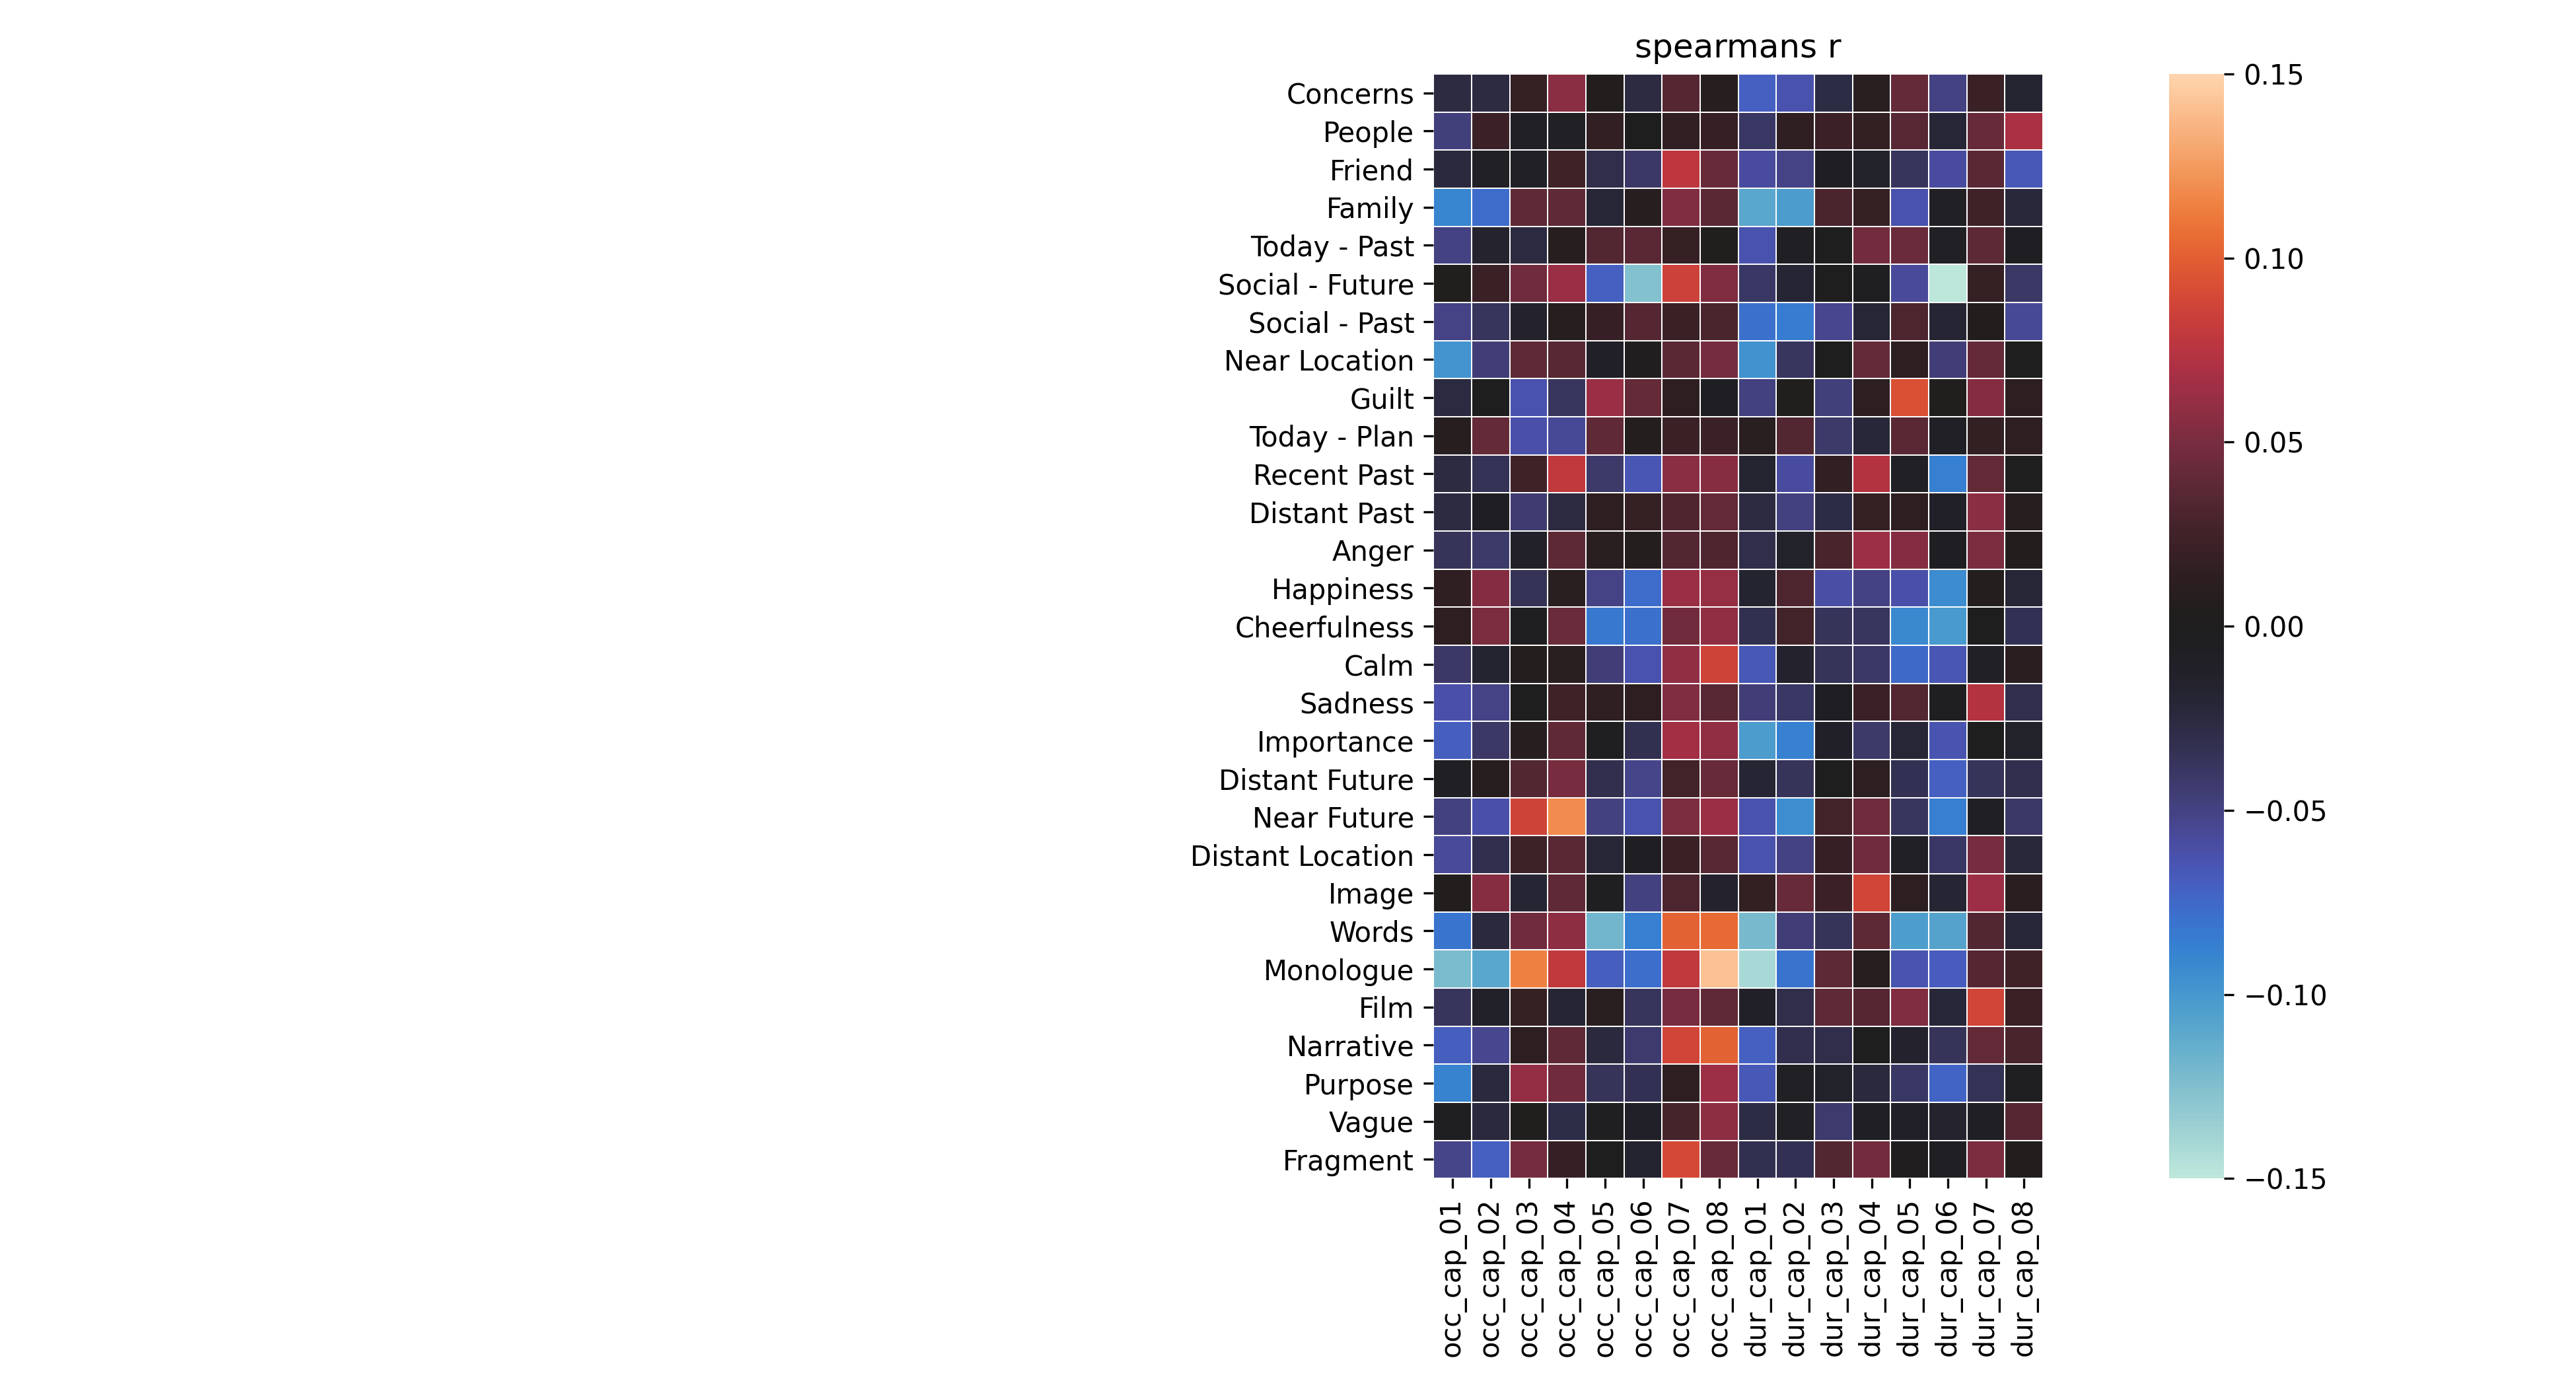 spearmans r
Concerns
People
Friend
Family
Today - Past
Social - Future
Social - Past
Near Location
Guilt
Today - Plan
Recent Past
Distant Past
Anger
Happiness
Cheerfulness
Calm
Sadness
Importance
Distant Future
Near Future
Distant Location
Image
Words
Monologue
Film
Narrative
Purpose
Vague
Fragment
occ_cap_01
occ_cap_02
occ_cap_03
occ_cap_04
occ_cap_05
occ_cap_06
occ_cap_07
occ_cap_08
dur_cap_01
dur_cap_02
dur_cap_03
dur_cap_04
dur_cap_05
dur_cap_06
dur_cap_07
dur_cap_08
0.15
0.10
0.05
0.00
−0.05
−0.10
−0.15